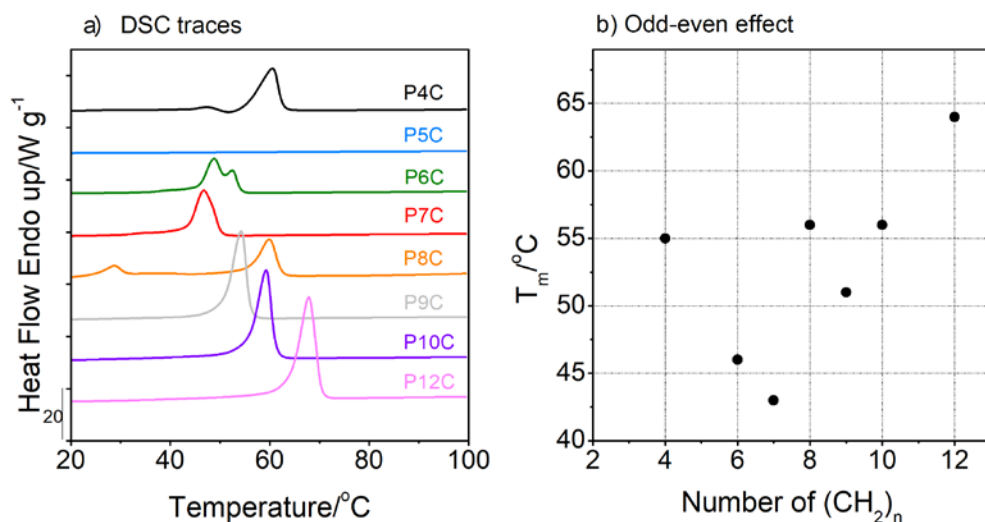 a) DSC traces
Heat Flow Endo up/W g⁻¹
P4C
P5C
P6C
P7C
P8C
P9C
P10C
P12C
20
20 40 60 80 100
Temperature/°C
b) Odd-even effect
Tₘ/°C
65
60
55
50
45
40
2 4 6 8 10 12
Number of (CH₂)ₙ